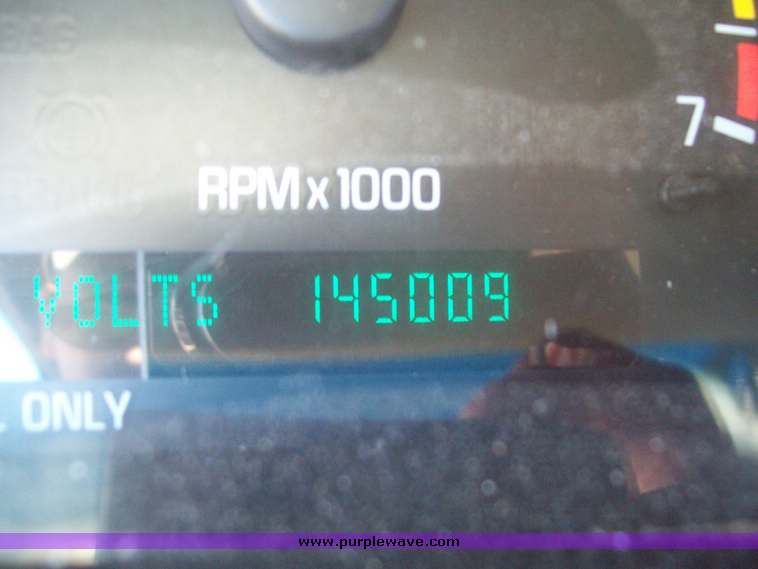 7
RPM x 1000
VOLTS 145009
ONLY
www.purplewave.com